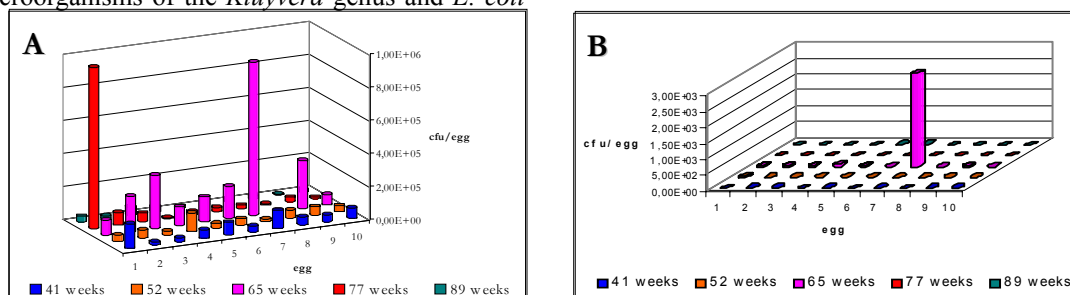 croorganisms of the Kluyvera genus and E. coli
A
1,00E+06
8,00E+05
6,00E+05
cfu/egg
4,00E+05
2,00E+05
0,00E+00
1 2 3 4 5 6 7 8 9 10
egg
41 weeks 52 weeks 65 weeks 77 weeks 89 weeks
B
3,00E+03
2,50E+03
2,00E+03
1,50E+03
cfu/egg
1,00E+03
5,00E+02
0,00E+00
1 2 3 4 5 6 7 8 9 10
egg
41 weeks 52 weeks 65 weeks 77 weeks 89 weeks